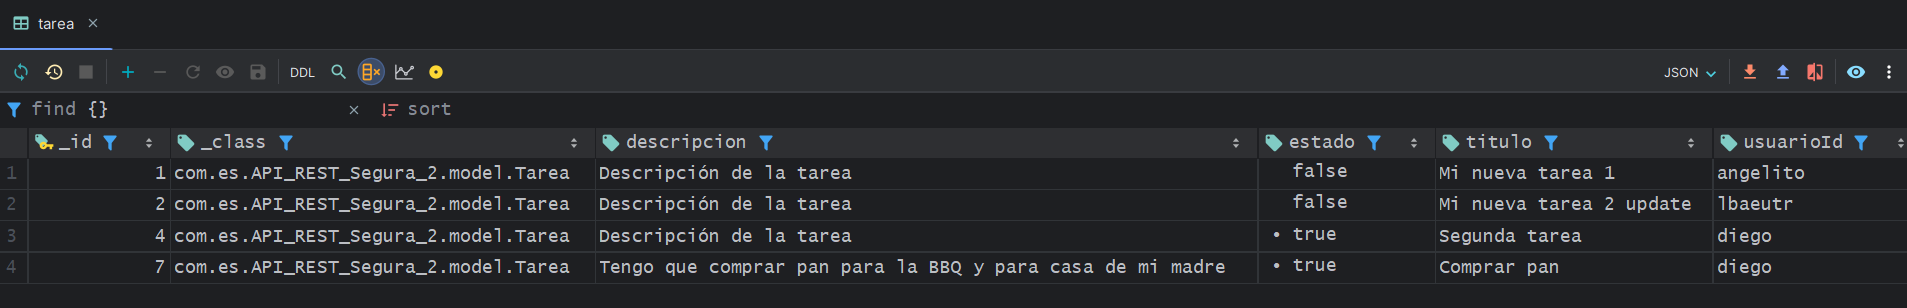 tarea
DDL JSON
find {} sort
_id _class descripcion estado titulo usuarioId
1 1 com.es.API_REST_Segura_2.model.Tarea Descripción de la tarea false Mi nueva tarea 1 angelito
2 2 com.es.API_REST_Segura_2.model.Tarea Descripción de la tarea false Mi nueva tarea 2 update lbaeutr
3 4 com.es.API_REST_Segura_2.model.Tarea Descripción de la tarea • true Segunda tarea diego
4 7 com.es.API_REST_Segura_2.model.Tarea Tengo que comprar pan para la BBQ y para casa de mi madre • true Comprar pan diego